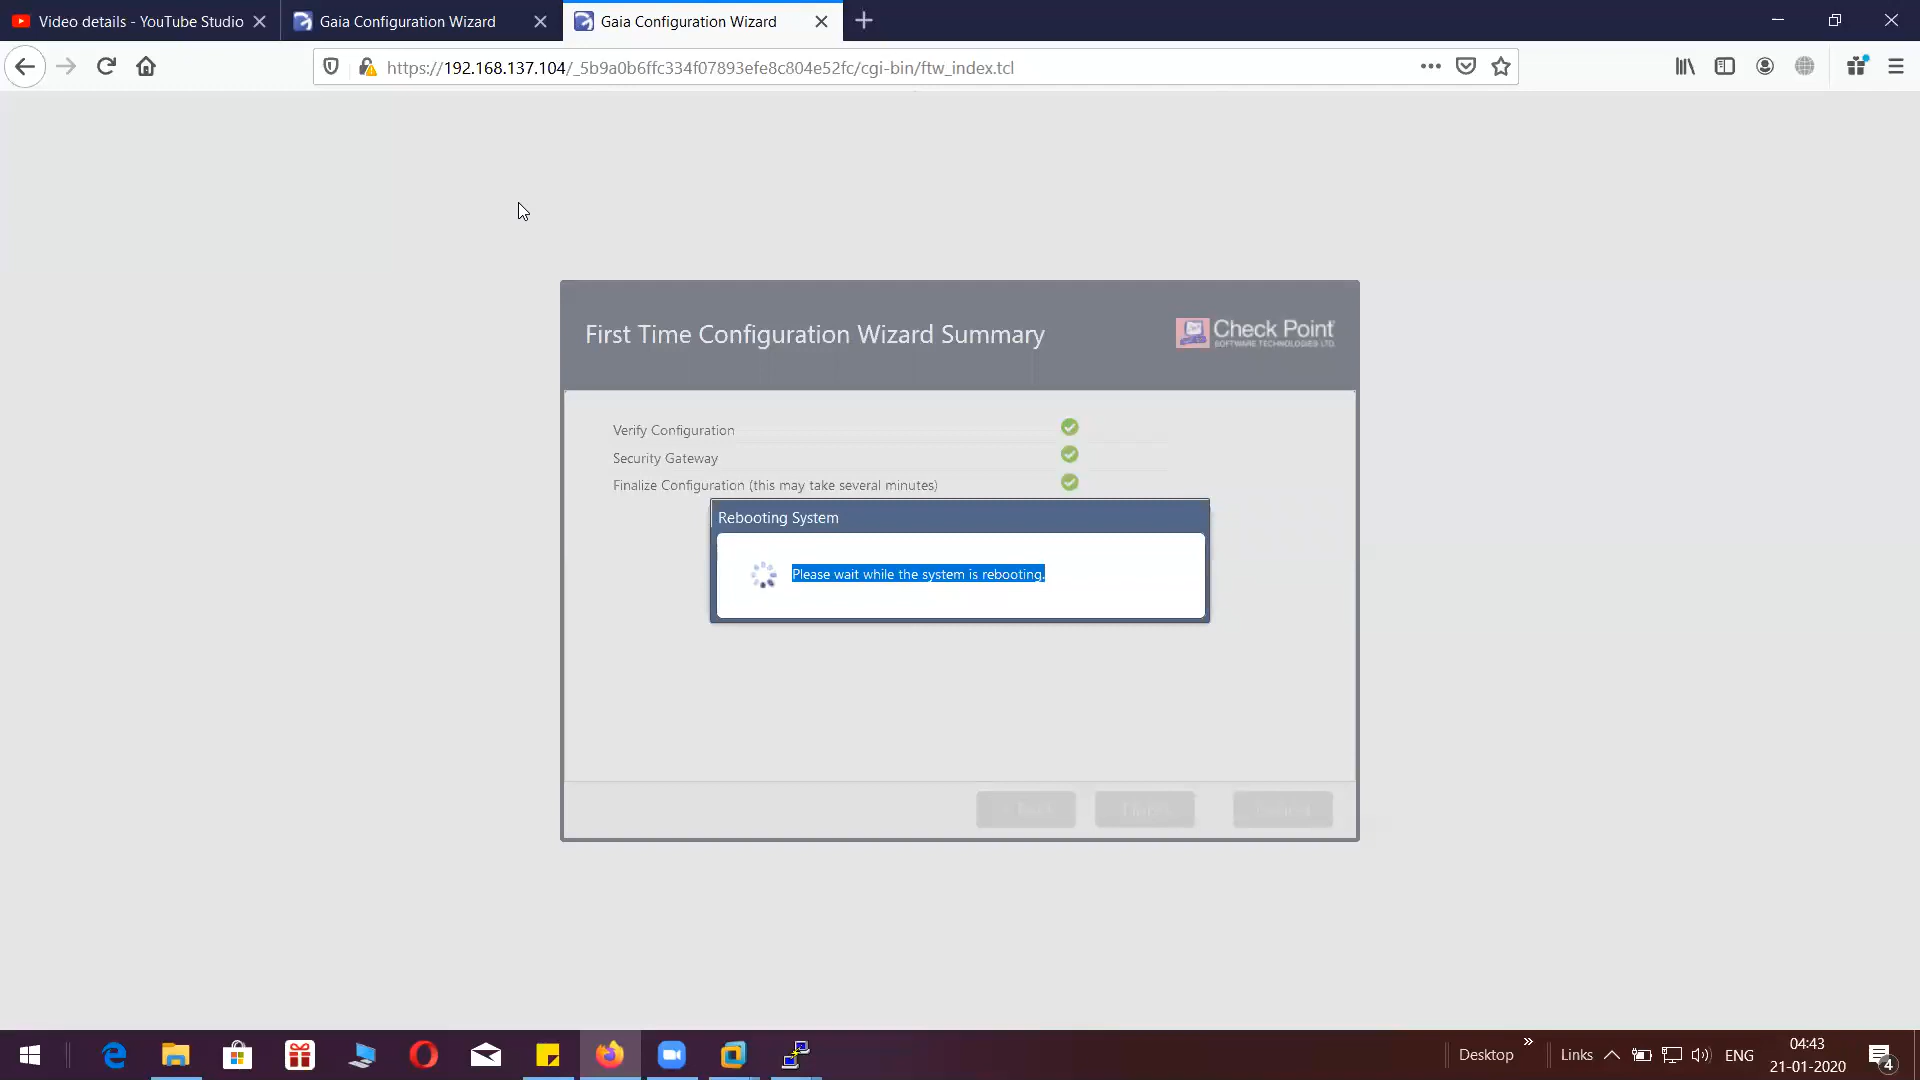 Video details - YouTube Studio
Gaia Configuration Wizard
Gaia Configuration Wizard
https://192.168.137.104/_5b9a0b6ffc334f07893efe8c804e52fc/cgi-bin/ftw_index.tcl
First Time Configuration Wizard Summary
Check Point
SOFTWARE TECHNOLOGIES LTD.
Verify Configuration
Security Gateway
Finalize Configuration (this may take several minutes)
Rebooting System
Please wait while the system is rebooting.
Desktop
Links
ENG
04:43
21-01-2020
4